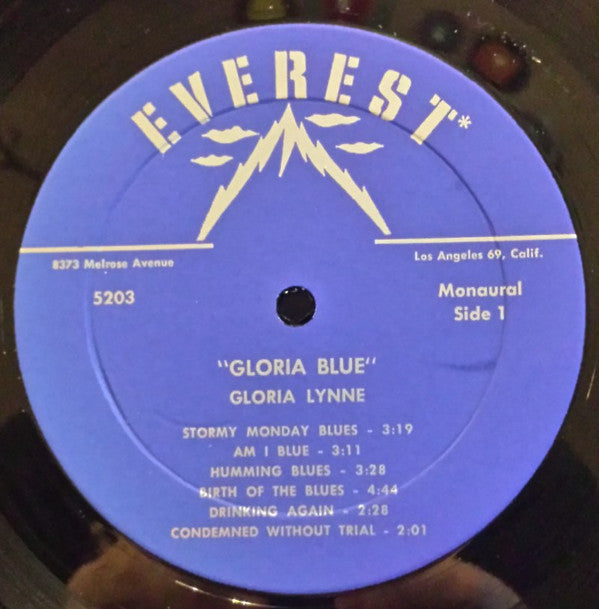 EVEREST*
8373 Melrose Avenue
Los Angeles 69, Calif.
5203
Monaural
Side 1
"GLORIA BLUE"
GLORIA LYNNE
STORMY MONDAY BLUES - 3:19
AM I BLUE - 3:11
HUMMING BLUES - 3:28
BIRTH OF THE BLUES - 4:44
DRINKING AGAIN - 2:28
CONDEMNED WITHOUT TRIAL - 2:01